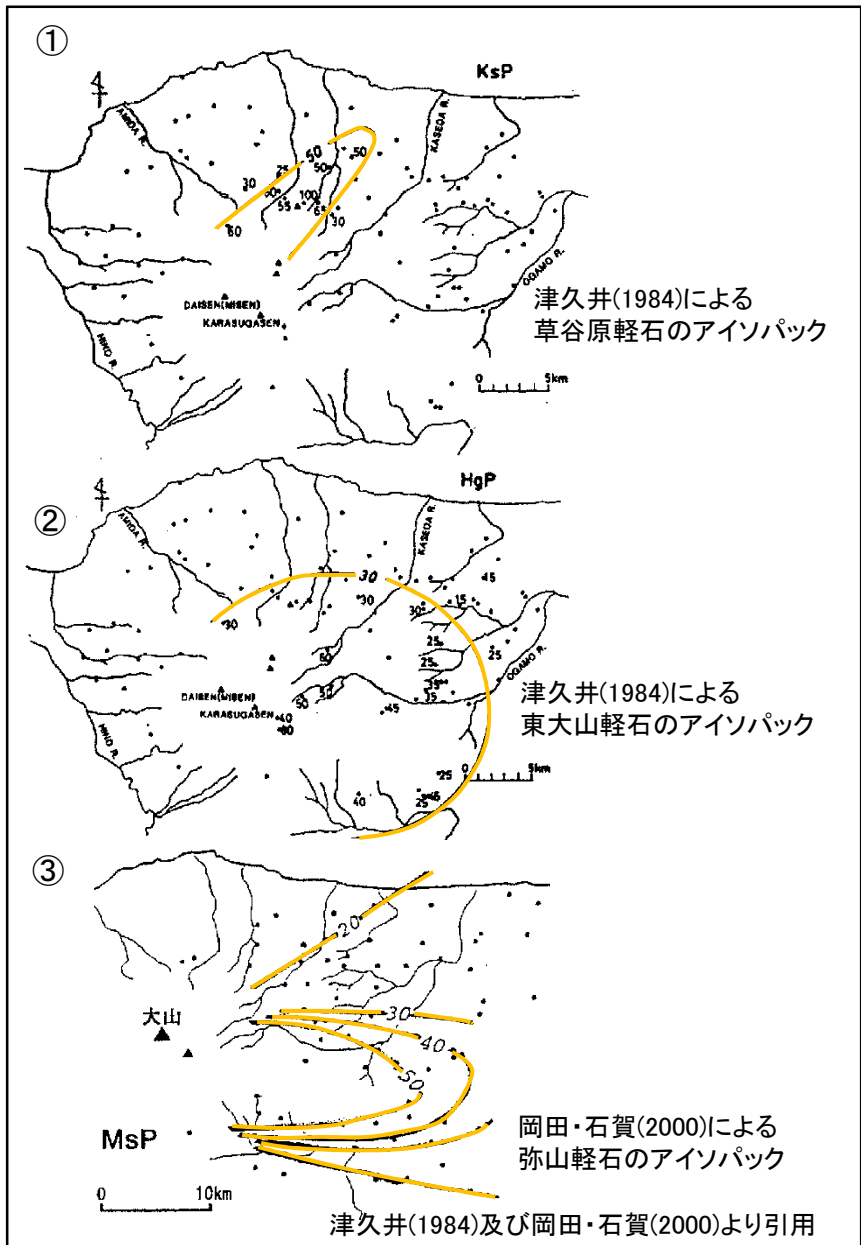 ①
KsP
4
AMIDA R.
KASEDA R.
50
50
25
50
30
100
55
30
60
DAISEN(MISEN)
KARASUGASEN
OGAMO R.
HINO R.
津久井(1984)による
草谷原軽石のアイソパック
0 5km
HgP
4
②
AMIDA R.
KASEDA R.
30
45
30
15
30
30
25
25
50
25
OGAMO R.
50
35
DAISEN(MISEN)
50
KARASUGASEN
40
45
HINO R.
津久井(1984)による
東大山軽石のアイソパック
25
0 5km
40
25
③
20
大山
30
40
50
MsP
岡田・石賀(2000)による
弥山軽石のアイソパック
0 10km
津久井(1984)及び岡田・石賀(2000)より引用